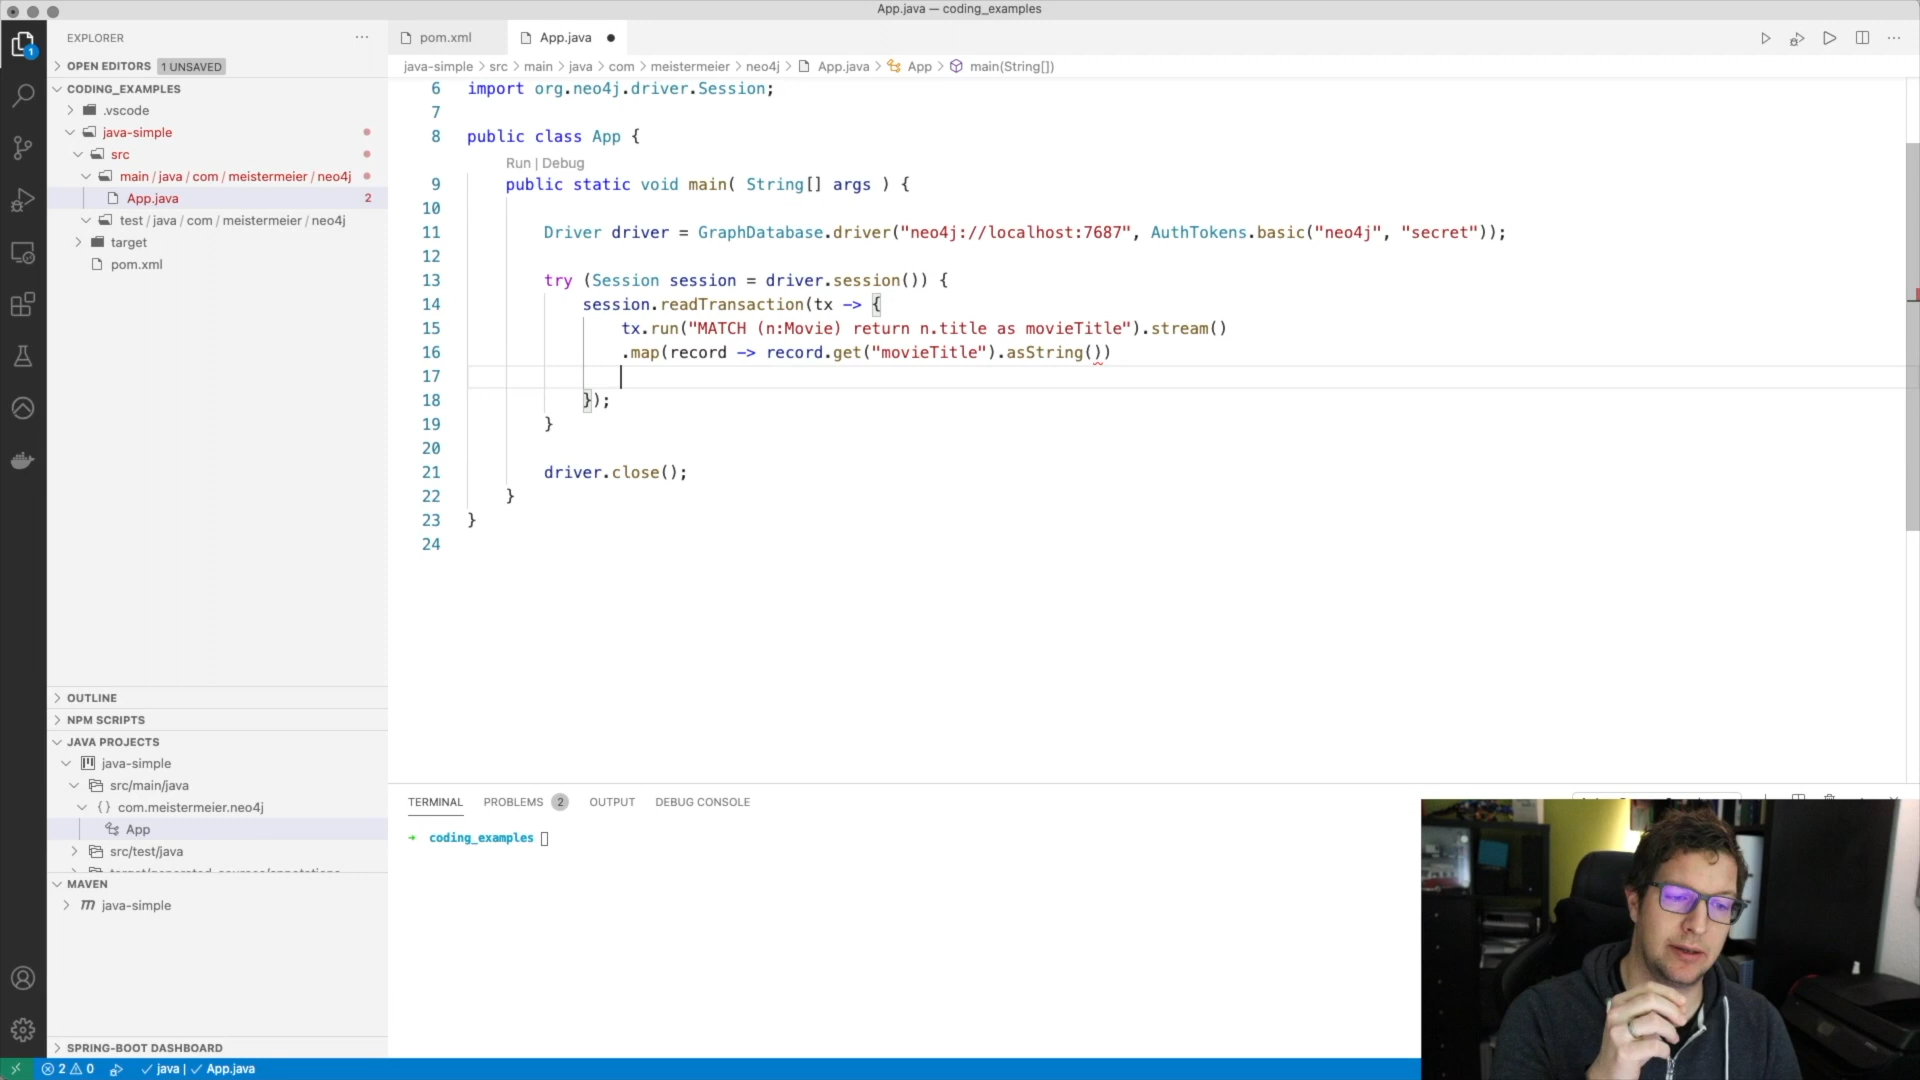 App.java — coding_examples
EXPLORER
OPEN EDITORS 1 UNSAVED
CODING_EXAMPLES
.vscode
java-simple
src
main / java / com / meistermeier / neo4j
App.java 2
test / java / com / meistermeier / neo4j
target
pom.xml
OUTLINE
NPM SCRIPTS
JAVA PROJECTS
java-simple
src/main/java
com.meistermeier.neo4j
App
src/test/java
target/generated-sources/annotations
MAVEN
java-simple
SPRING-BOOT DASHBOARD
pom.xml App.java
java-simple > src > main > java > com > meistermeier > neo4j > App.java > App > main(String[])
6 import org.neo4j.driver.Session;
7
8 public class App {
Run | Debug
9 public static void main( String[] args ) {
10
11 Driver driver = GraphDatabase.driver("neo4j://localhost:7687", AuthTokens.basic("neo4j", "secret"));
12
13 try (Session session = driver.session()) {
14 session.readTransaction(tx -> {
15 tx.run("MATCH (n:Movie) return n.title as movieTitle").stream()
16 .map(record -> record.get("movieTitle").asString())
17
18 });
19 }
20
21 driver.close();
22 }
23 }
24
TERMINAL PROBLEMS 2 OUTPUT DEBUG CONSOLE
→ coding_examples
2 0 java | App.java